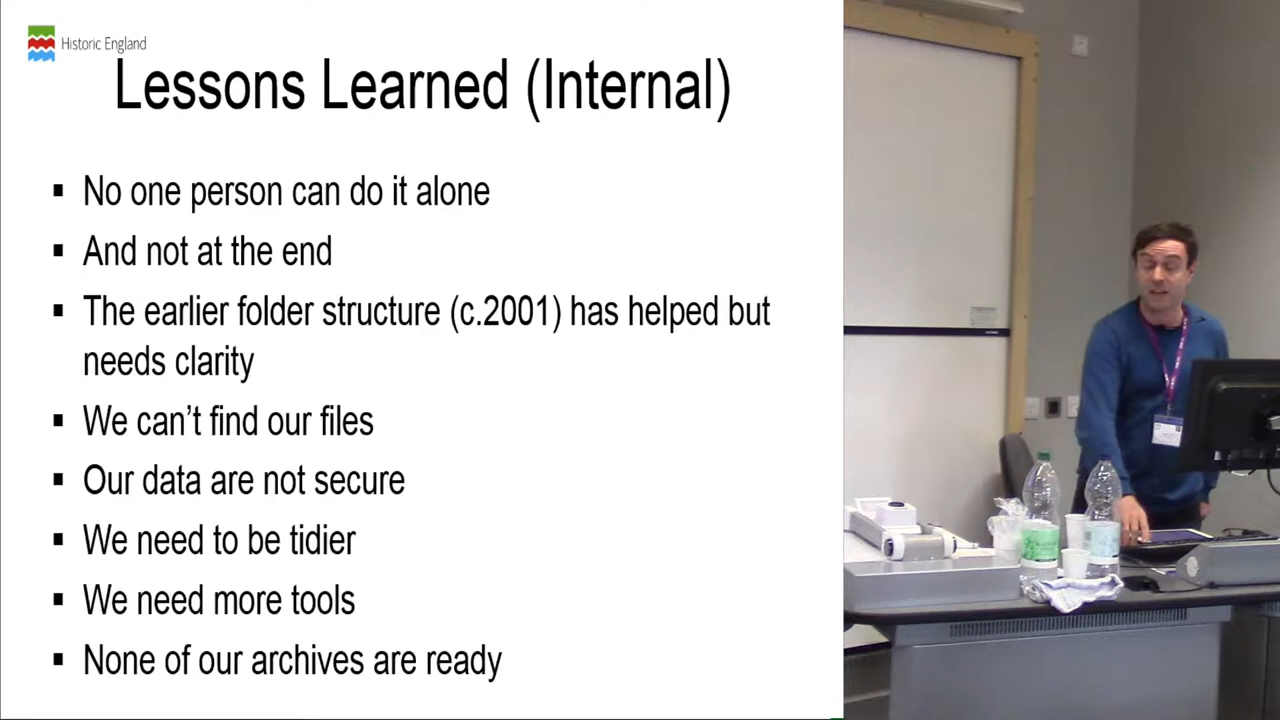 Historic England
Lessons Learned (Internal)
▪ No one person can do it alone
▪ And not at the end
▪ The earlier folder structure (c.2001) has helped but
needs clarity
▪ We can't find our files
▪ Our data are not secure
▪ We need to be tidier
▪ We need more tools
▪ None of our archives are ready